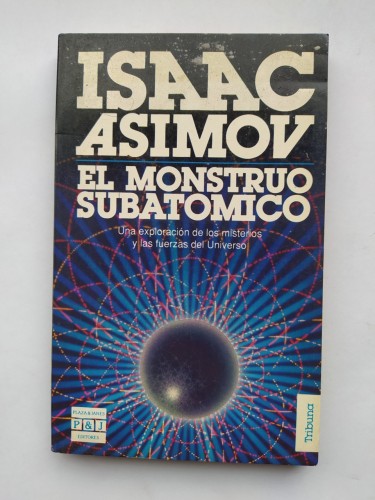 ISAAC
ASIMOV
EL MONSTRUO
SUBATOMICO
Una exploración de los misterios
y las fuerzas del Universo
PLAZA & JANES
P & J
EDITORES
Tribuna